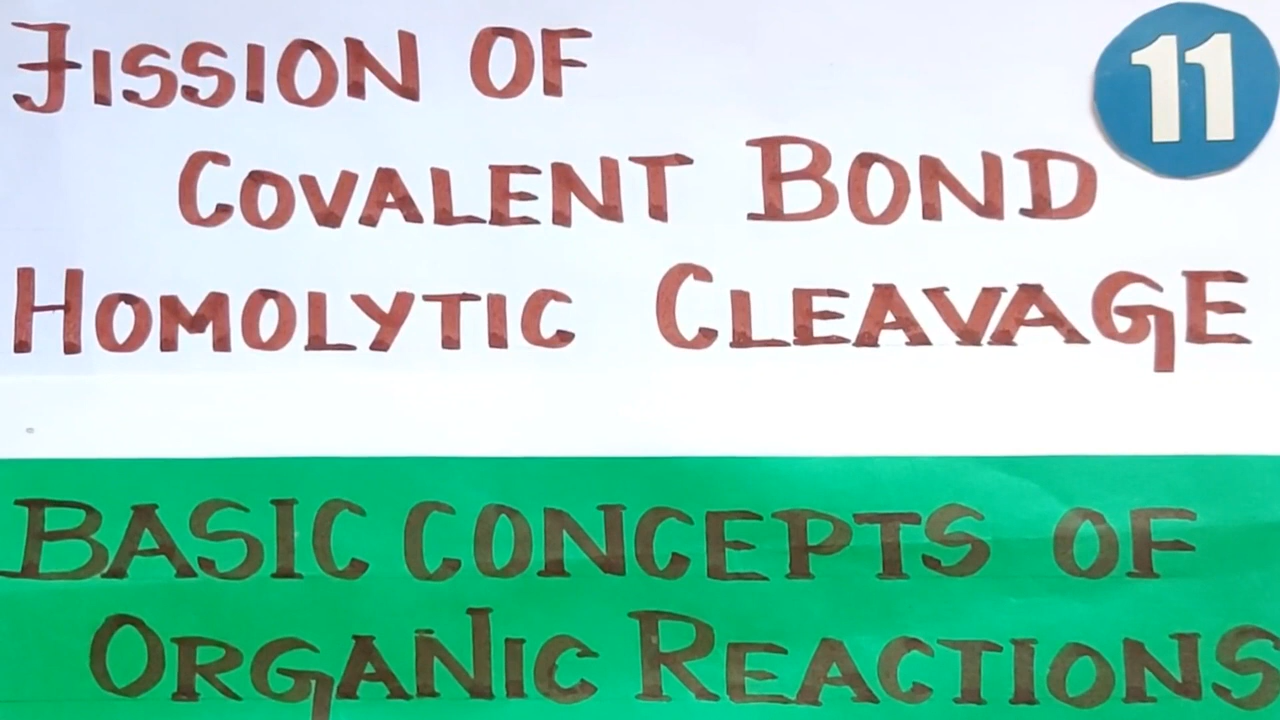 FISSION OF
11
COVALENT BOND
HOMOLYTIC CLEAVAGE
BASIC CONCEPTS OF
ORGANIC REACTIONS